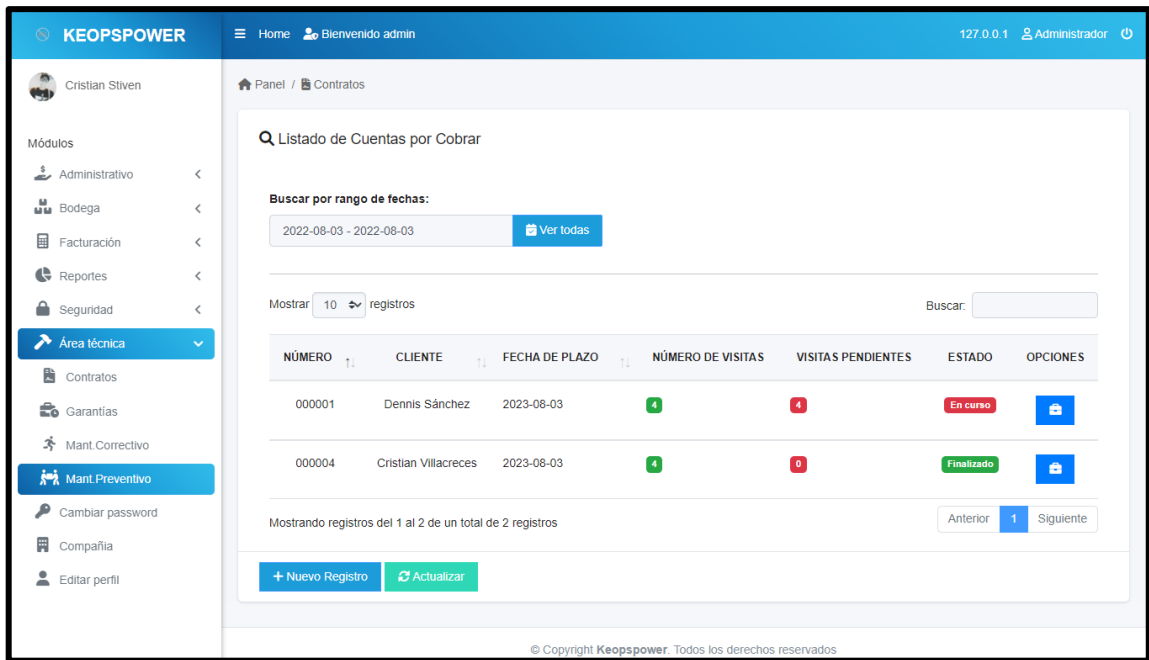 KEOPSPOWER
Home Bienvenido admin 127.0.0.1 Administrador
Cristian Stiven
Panel / Contratos
Módulos
Administrativo
Bodega
Facturación
Reportes
Seguridad
Área técnica
Contratos
Garantías
Mant.Correctivo
Mant.Preventivo
Cambiar password
Compañia
Editar perfil
Listado de Cuentas por Cobrar
Buscar por rango de fechas:
2022-08-03 - 2022-08-03 Ver todas
Mostrar 10 registros Buscar:
NÚMERO CLIENTE FECHA DE PLAZO NÚMERO DE VISITAS VISITAS PENDIENTES ESTADO OPCIONES
000001 Dennis Sánchez 2023-08-03 4 4 En curso
000004 Cristian Villacreces 2023-08-03 4 0 Finalizado
Mostrando registros del 1 al 2 de un total de 2 registros Anterior 1 Siguiente
+ Nuevo Registro Actualizar
© Copyright Keopspower. Todos los derechos reservados